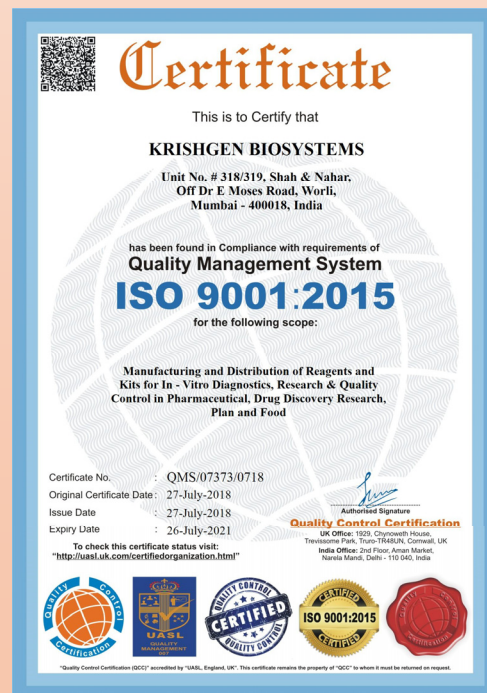 Certificate
This is to Certify that
KRISHGEN BIOSYSTEMS
Unit No. # 318/319, Shah & Nahar,
Off Dr E Moses Road, Worli,
Mumbai - 400018, India
has been found in Compliance with requirements of
Quality Management System
ISO 9001:2015
for the following scope:
Manufacturing and Distribution of Reagents and
Kits for In - Vitro Diagnostics, Research & Quality
Control in Pharmaceutical, Drug Discovery Research,
Plan and Food
Certificate No. : QMS/07373/0718
Original Certificate Date : 27-July-2018
Issue Date : 27-July-2018
Expiry Date : 26-July-2021
To check this certificate status visit:
"http://uasl.uk.com/certifiedorganization.html"
Authorised Signature
Quality Control Certification
UK Office: 1929, Chynoweth House,
Trevissome Park, Truro-TR48UN, Cornwall, UK
India Office: 2nd Floor, Aman Market,
Narela Mandi, Delhi - 110 040, India
Quality Control
Certification
UASL
QUALITY
MANAGEMENT
INT
QUALITY CONTROL
CERTIFIED
QUALITY CONTROL
CERTIFIED
ISO 9001:2015
CERTIFIED
"Quality Control Certification (QCC)" accredited by "UASL, England, UK". This certificate remains the property of "QCC" to whom it must be returned on request.